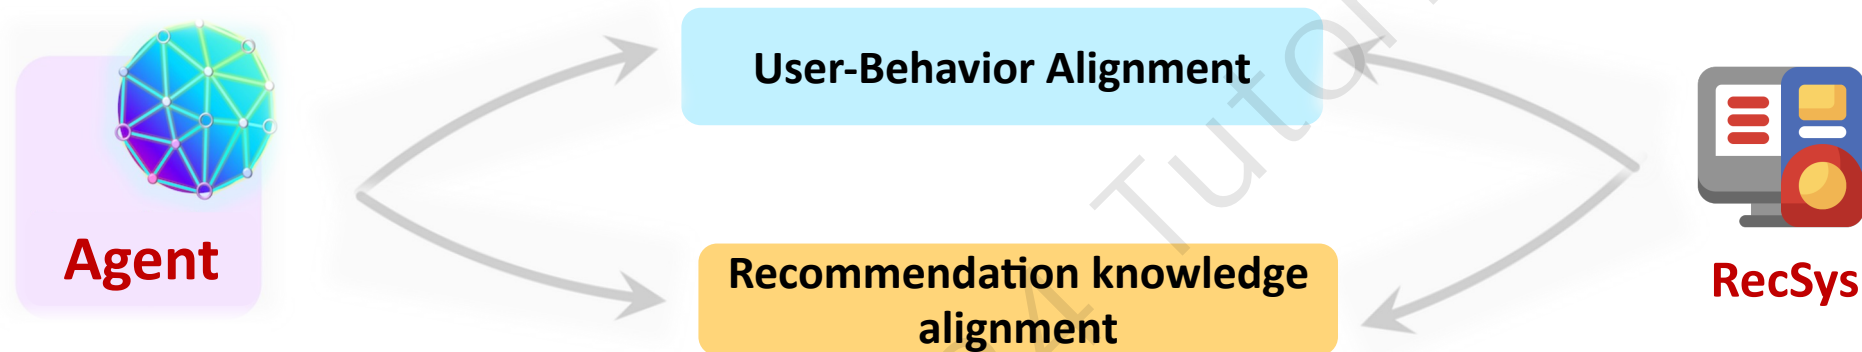 User-Behavior Alignment
Agent
Recommendation knowledge
alignment
RecSys